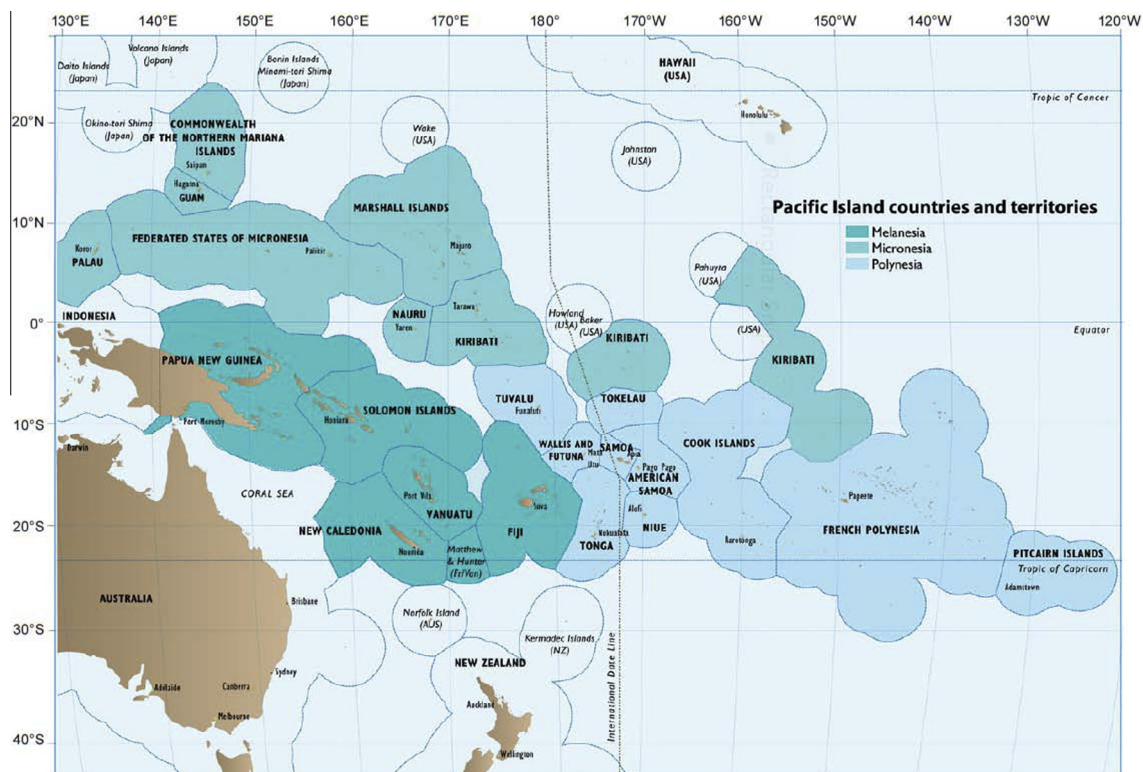 130°E 140°E 150°E 160°E 170°E 180° 170°W 160°W 150°W 140°W 130°W 120°W
Daito Islands
(Japan)
Volcano Islands
(Japan)
Bonin Islands
Minami-tori Shima
(Japan)
HAWAII
(USA)
Honolulu
Tropic of Cancer
20°N
Okino-tori Shima
(Japan)
COMMONWEALTH
OF THE NORTHERN MARIANA
ISLANDS
Saipan
Hagatna
GUAM
Wake
(USA)
Johnston
(USA)
Pacific Island countries and territories
Melanesia
Micronesia
Polynesia
10°N
MARSHALL ISLANDS
Majuro
FEDERATED STATES OF MICRONESIA
Palikir
Koror
PALAU
Pahuyra
(USA)
0°
INDONESIA
NAURU
Yaren
Tarawa
KIRIBATI
Howland
(USA)
Baker
(USA)
KIRIBATI
(USA)
KIRIBATI
Equator
PAPUA NEW GUINEA
Port-Moresby
SOLOMON ISLANDS
Honiara
TUVALU
Funafuti
TOKELAU
10°S
Darwin
WALLIS AND
FUTUNA
Mata
Utu
SAMOA
Apia
Pago Pago
AMERICAN
SAMOA
COOK ISLANDS
Rarotonga
CORAL SEA
Port Vila
VANUATU
Suva
FIJI
Alofi
NIUE
Papeete
FRENCH POLYNESIA
20°S
NEW CALEDONIA
Nouméa
Matthew
& Hunter
(Fr/Van)
Nukualofa
TONGA
PITCAIRN ISLANDS
Tropic of Capricorn
Adamstown
AUSTRALIA
Brisbane
Norfolk Island
(AUS)
Kermadec Islands
(NZ)
30°S
International Date Line
NEW ZEALAND
Sydney
Adelaide
Canberra
Melbourne
Auckland
Wellington
40°S